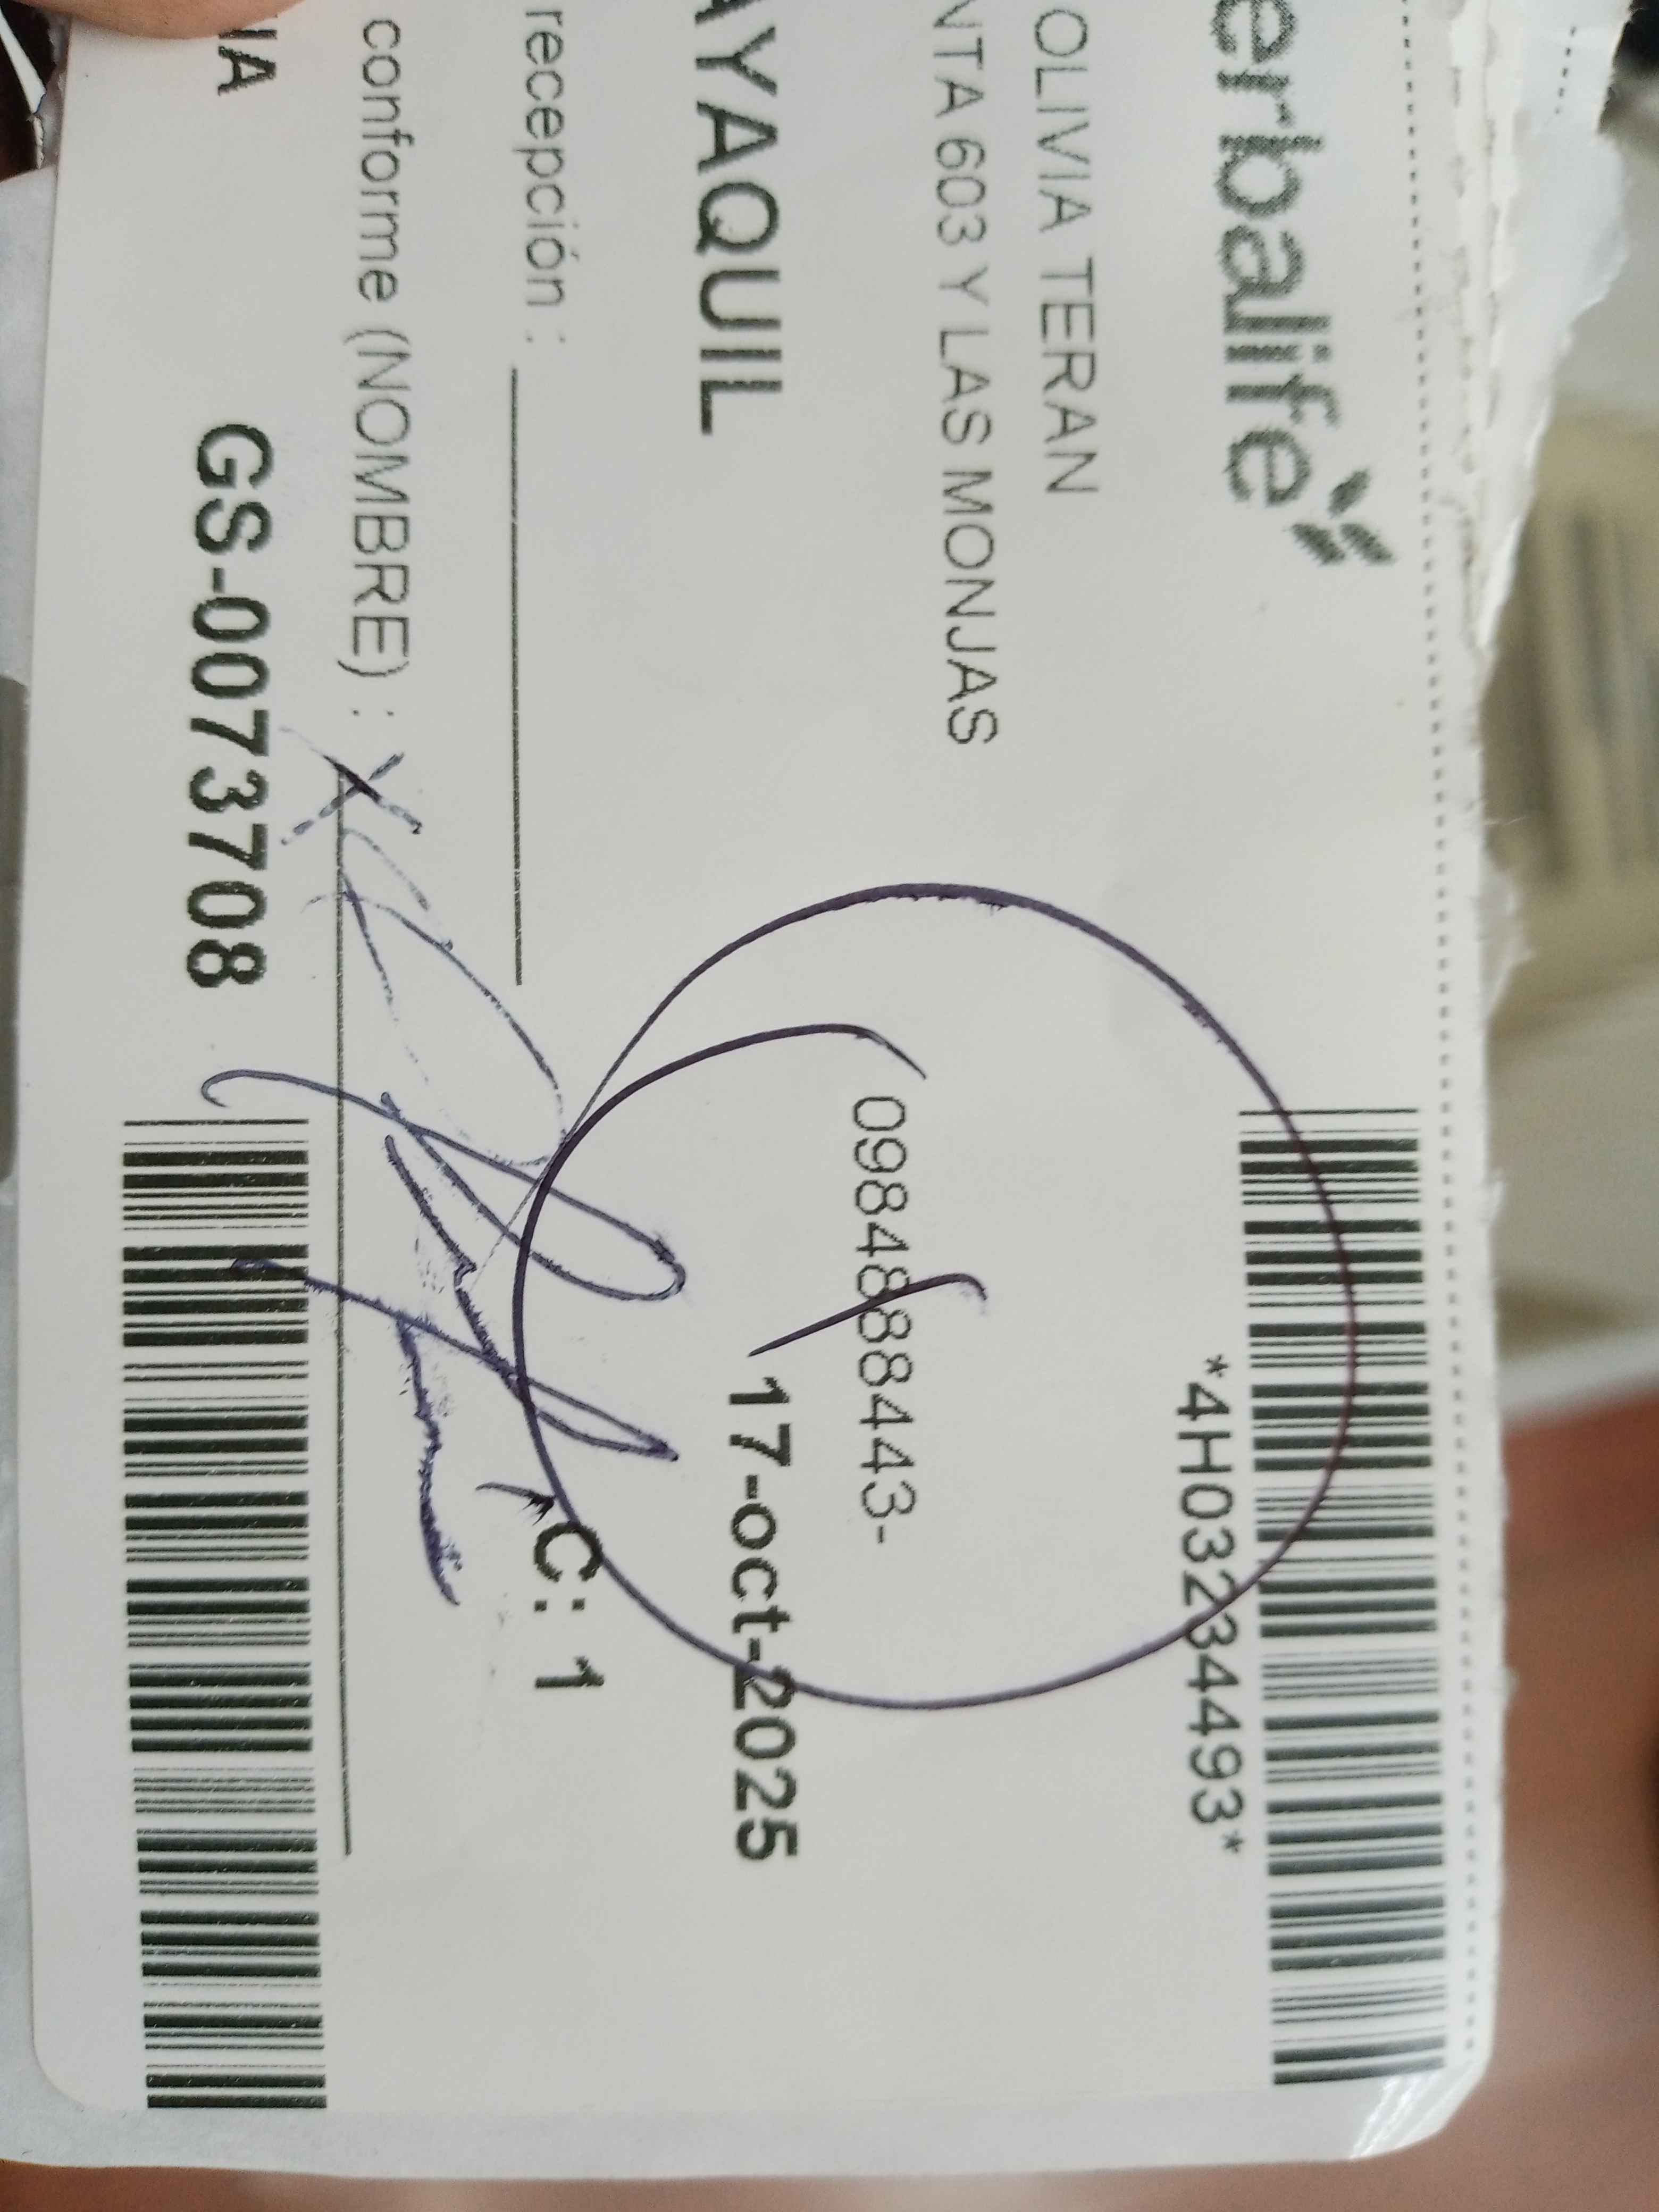 erbalife
*4H03234493*
OLIVIA TERAN
NTA 603 Y LAS MONJAS
0984888443-
AYAQUIL
17-oct-2025
recepción :
C: 1
conforme (NOMBRE) :
IA
GS-0073708